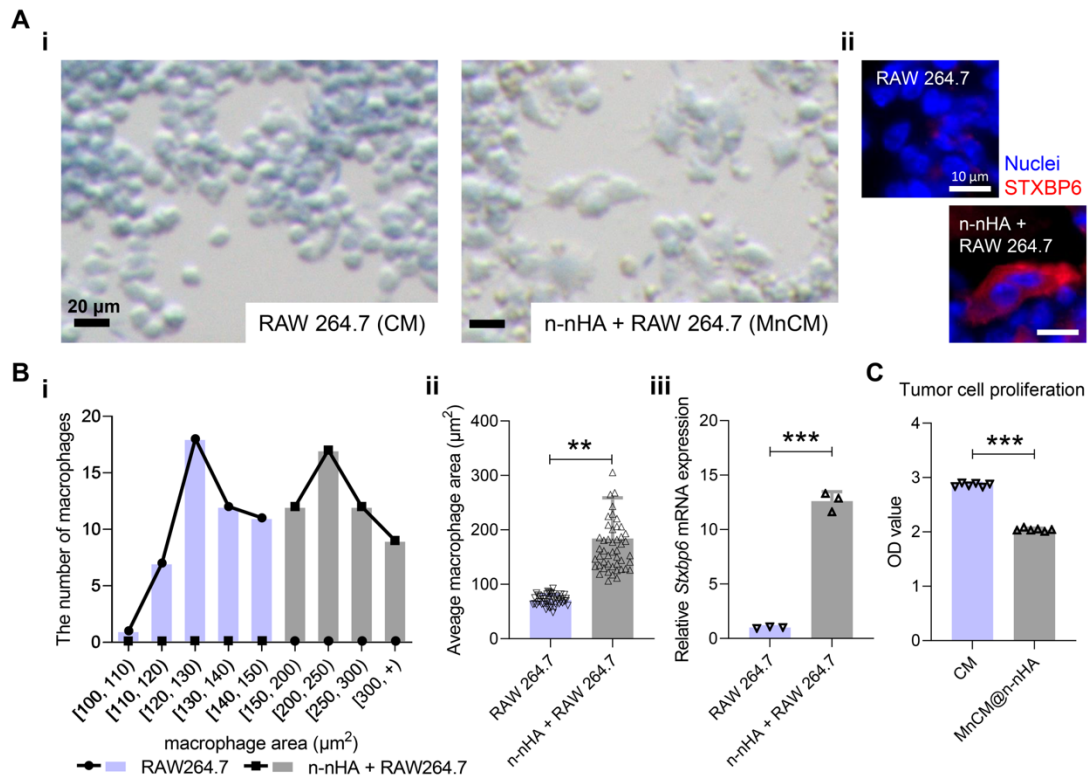 A
i
ii
20 µm
RAW 264.7 (CM)
n-nHA + RAW 264.7 (MnCM)
RAW 264.7
10 µm
Nuclei
STXBP6
n-nHA +
RAW 264.7
B
i
The number of macrophages
20
15
10
5
0
[100, 110)
[110, 120)
[120, 130)
[130, 140)
[140, 150)
[150, 200)
[200, 250)
[250, 300)
[300, +)
macrophage area (µm²)
RAW264.7
n-nHA + RAW264.7
ii
Aveage macrophage area (µm²)
400
300
200
100
0
**
RAW 264.7
n-nHA + RAW 264.7
iii
Relative Stxbp6 mRNA expression
20
15
10
5
0
***
RAW 264.7
n-nHA + RAW 264.7
C
Tumor cell proliferation
OD value
4
3
2
1
0
***
CM
MnCM@n-nHA